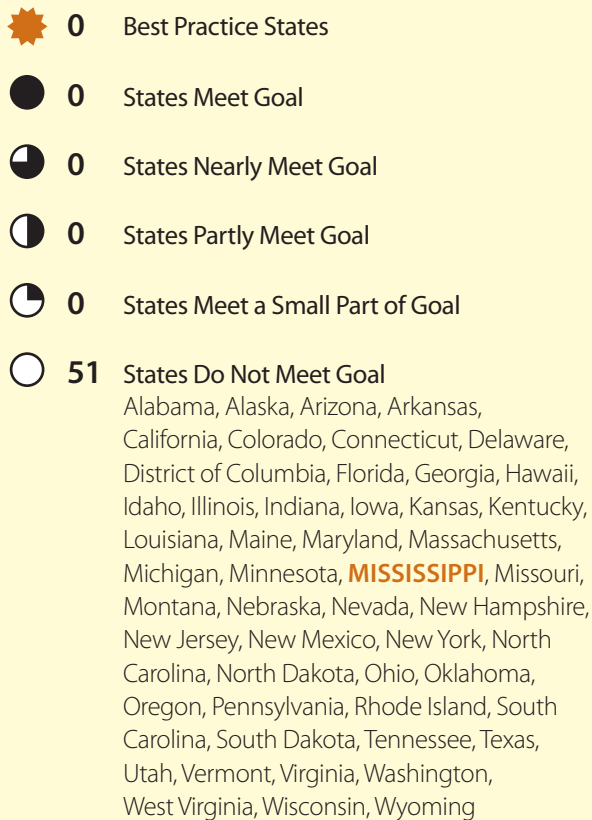 0 Best Practice States
0 States Meet Goal
0 States Nearly Meet Goal
0 States Partly Meet Goal
0 States Meet a Small Part of Goal
51 States Do Not Meet Goal
Alabama, Alaska, Arizona, Arkansas,
California, Colorado, Connecticut, Delaware,
District of Columbia, Florida, Georgia, Hawaii,
Idaho, Illinois, Indiana, Iowa, Kansas, Kentucky,
Louisiana, Maine, Maryland, Massachusetts,
Michigan, Minnesota, MISSISSIPPI, Missouri,
Montana, Nebraska, Nevada, New Hampshire,
New Jersey, New Mexico, New York, North
Carolina, North Dakota, Ohio, Oklahoma,
Oregon, Pennsylvania, Rhode Island, South
Carolina, South Dakota, Tennessee, Texas,
Utah, Vermont, Virginia, Washington,
West Virginia, Wisconsin, Wyoming